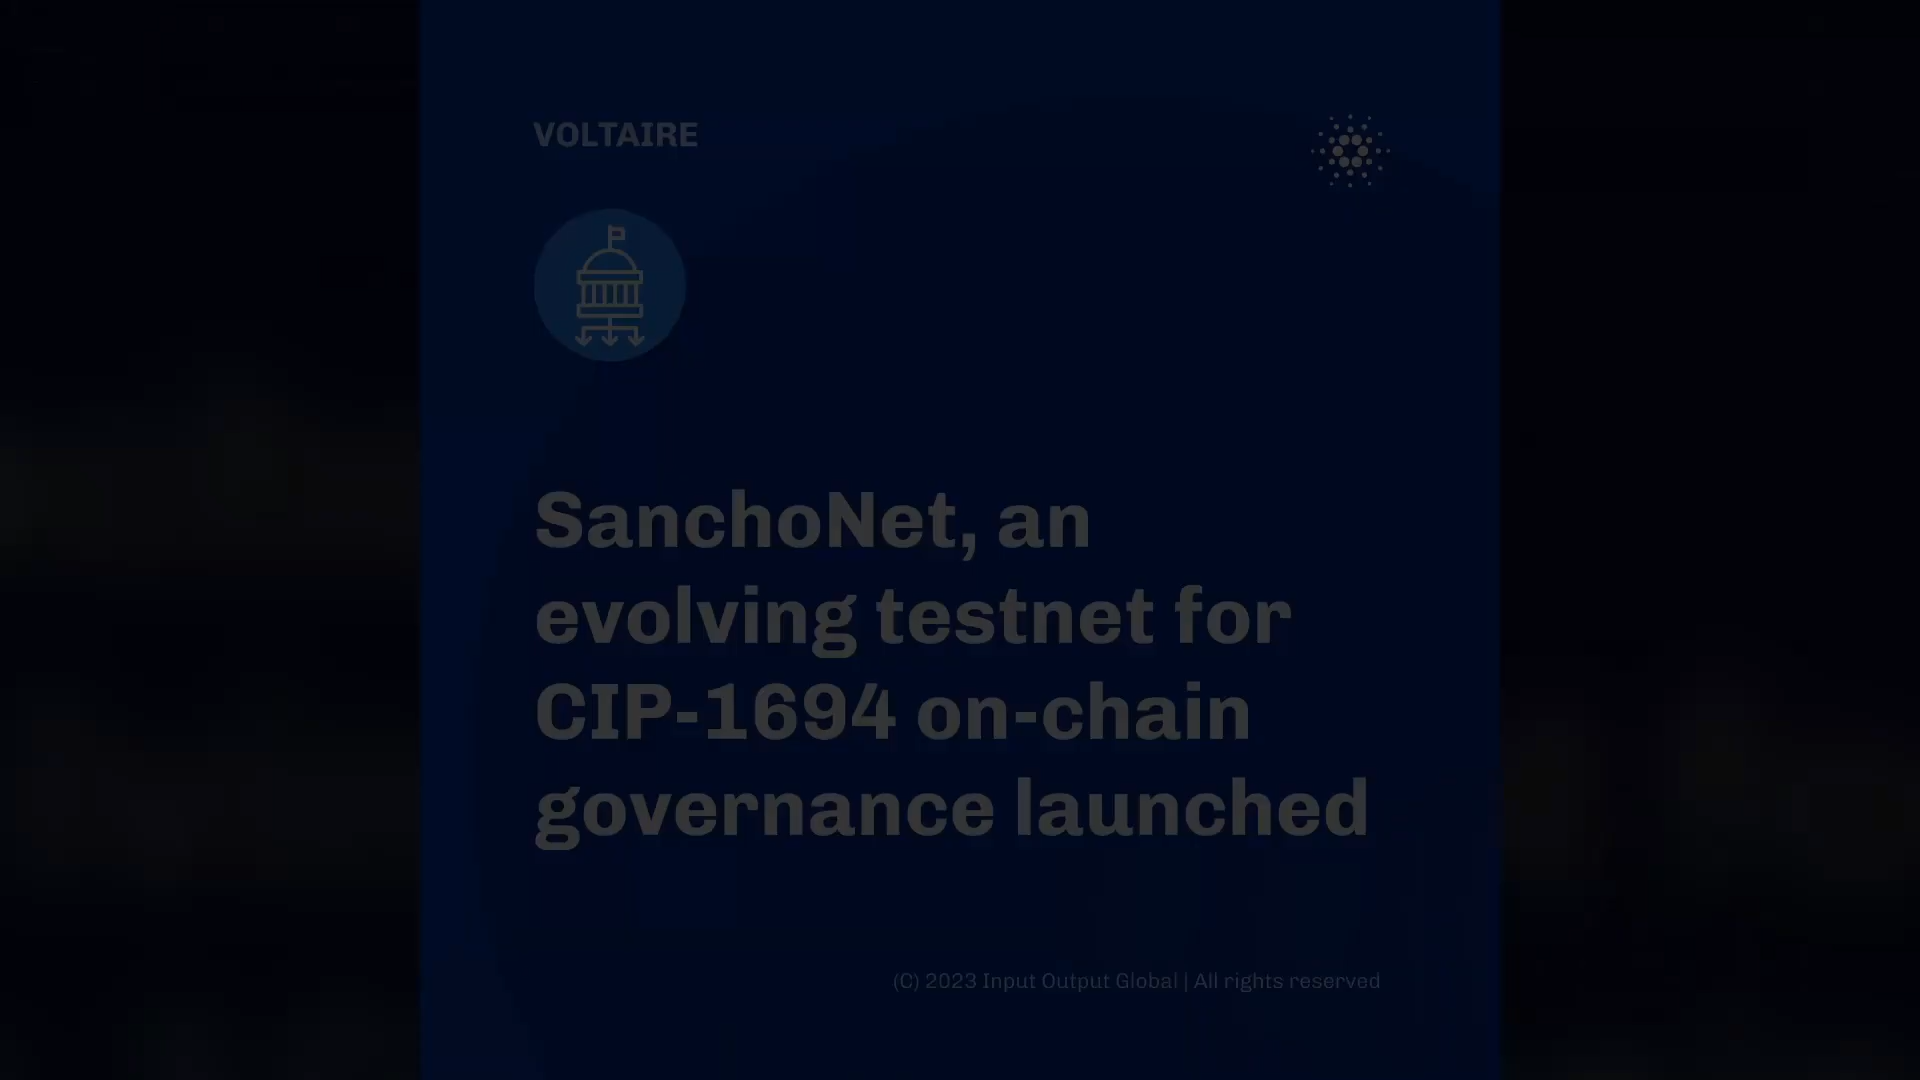 VOLTAIRE
SanchoNet, an
evolving testnet for
CIP-1694 on-chain
governance launched
(C) 2023 Input Output Global | All rights reserved